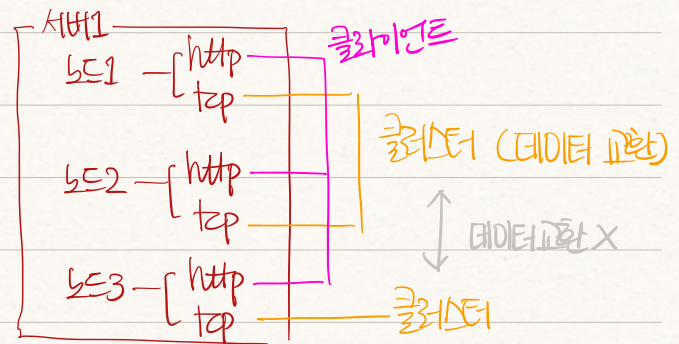 서버1
노드1 http
tcp
클라이언트
노드2 http
tcp
클러스터 (데이터 교환)
데이터교환 X
노드3 http
tcp
클러스터